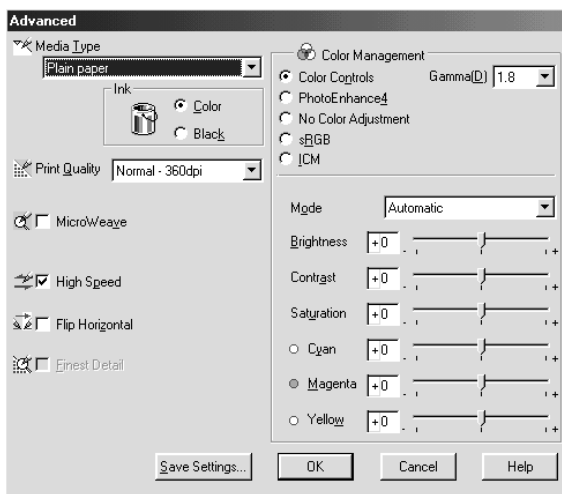 Advanced
Media Type
Plain paper
Ink
Color
Black
Print Quality Normal - 360dpi
MicroWeave
High Speed
Flip Horizontal
Finest Detail
Color Management
Color Controls Gamma(D) 1.8
PhotoEnhance4
No Color Adjustment
sRGB
ICM
Mode Automatic
Brightness +0 - +
Contrast +0 - +
Saturation +0 - +
Cyan +0 - +
Magenta +0 - +
Yellow +0 - +
Save Settings... OK Cancel Help